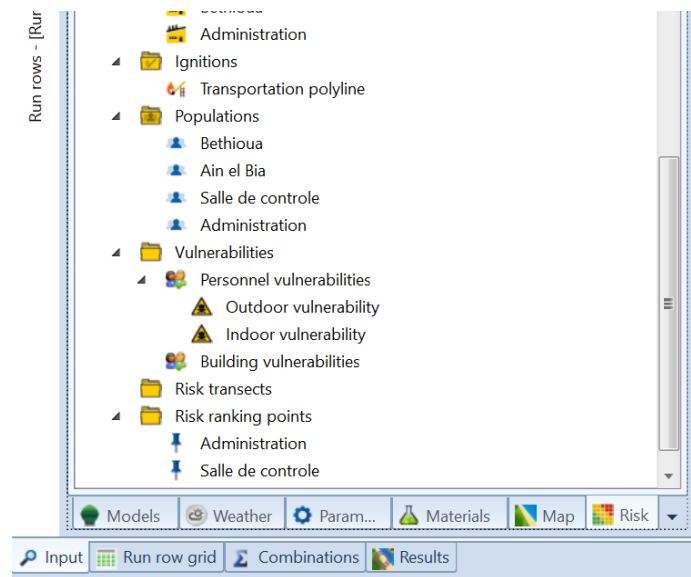 Run rows - [Rur
Bethioua
Administration
Ignitions
Transportation polyline
Populations
Bethioua
Ain el Bia
Salle de controle
Administration
Vulnerabilities
Personnel vulnerabilities
Outdoor vulnerability
Indoor vulnerability
Building vulnerabilities
Risk transects
Risk ranking points
Administration
Salle de controle
Models Weather Param... Materials Map Risk
Input Run row grid Combinations Results